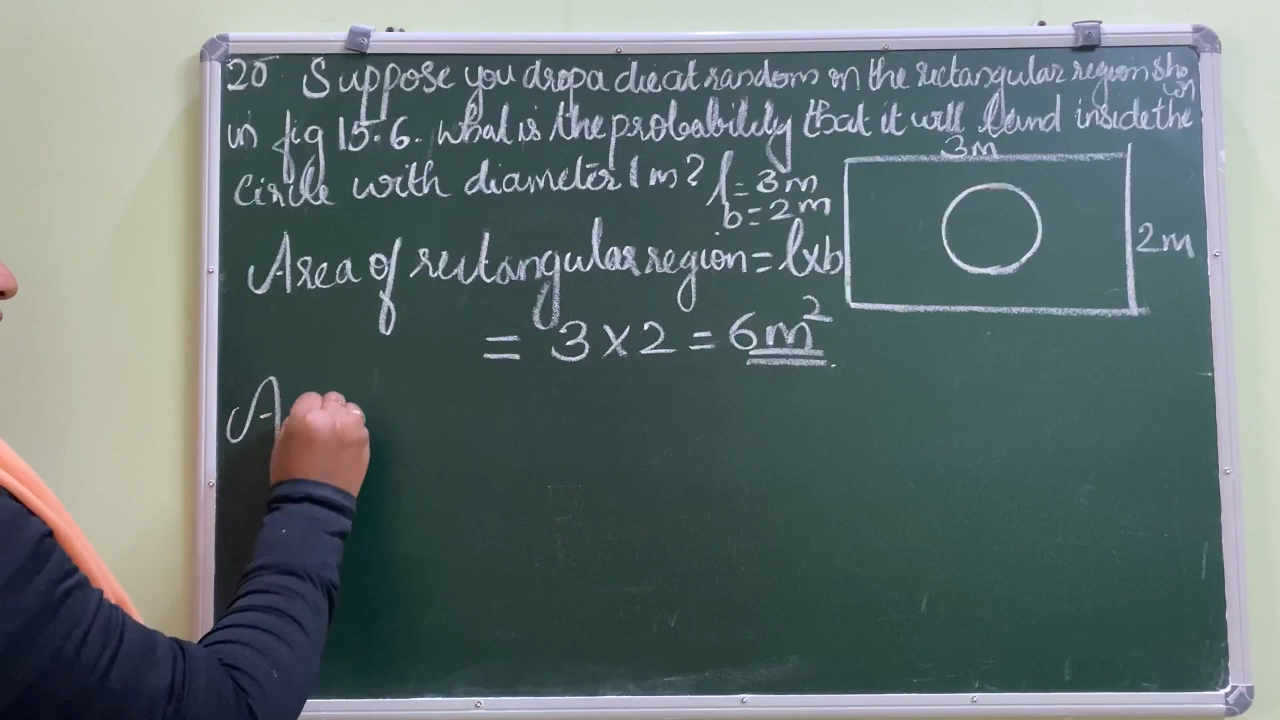 20 Suppose you drop a die at random on the rectangular region shown
in fig 15.6. what is the probability that it will land inside the
circle with diameter 1m?
l = 3m
b = 2m
3m
2m
Area of rectangular region = l×b
= 3×2 = 6m²
A